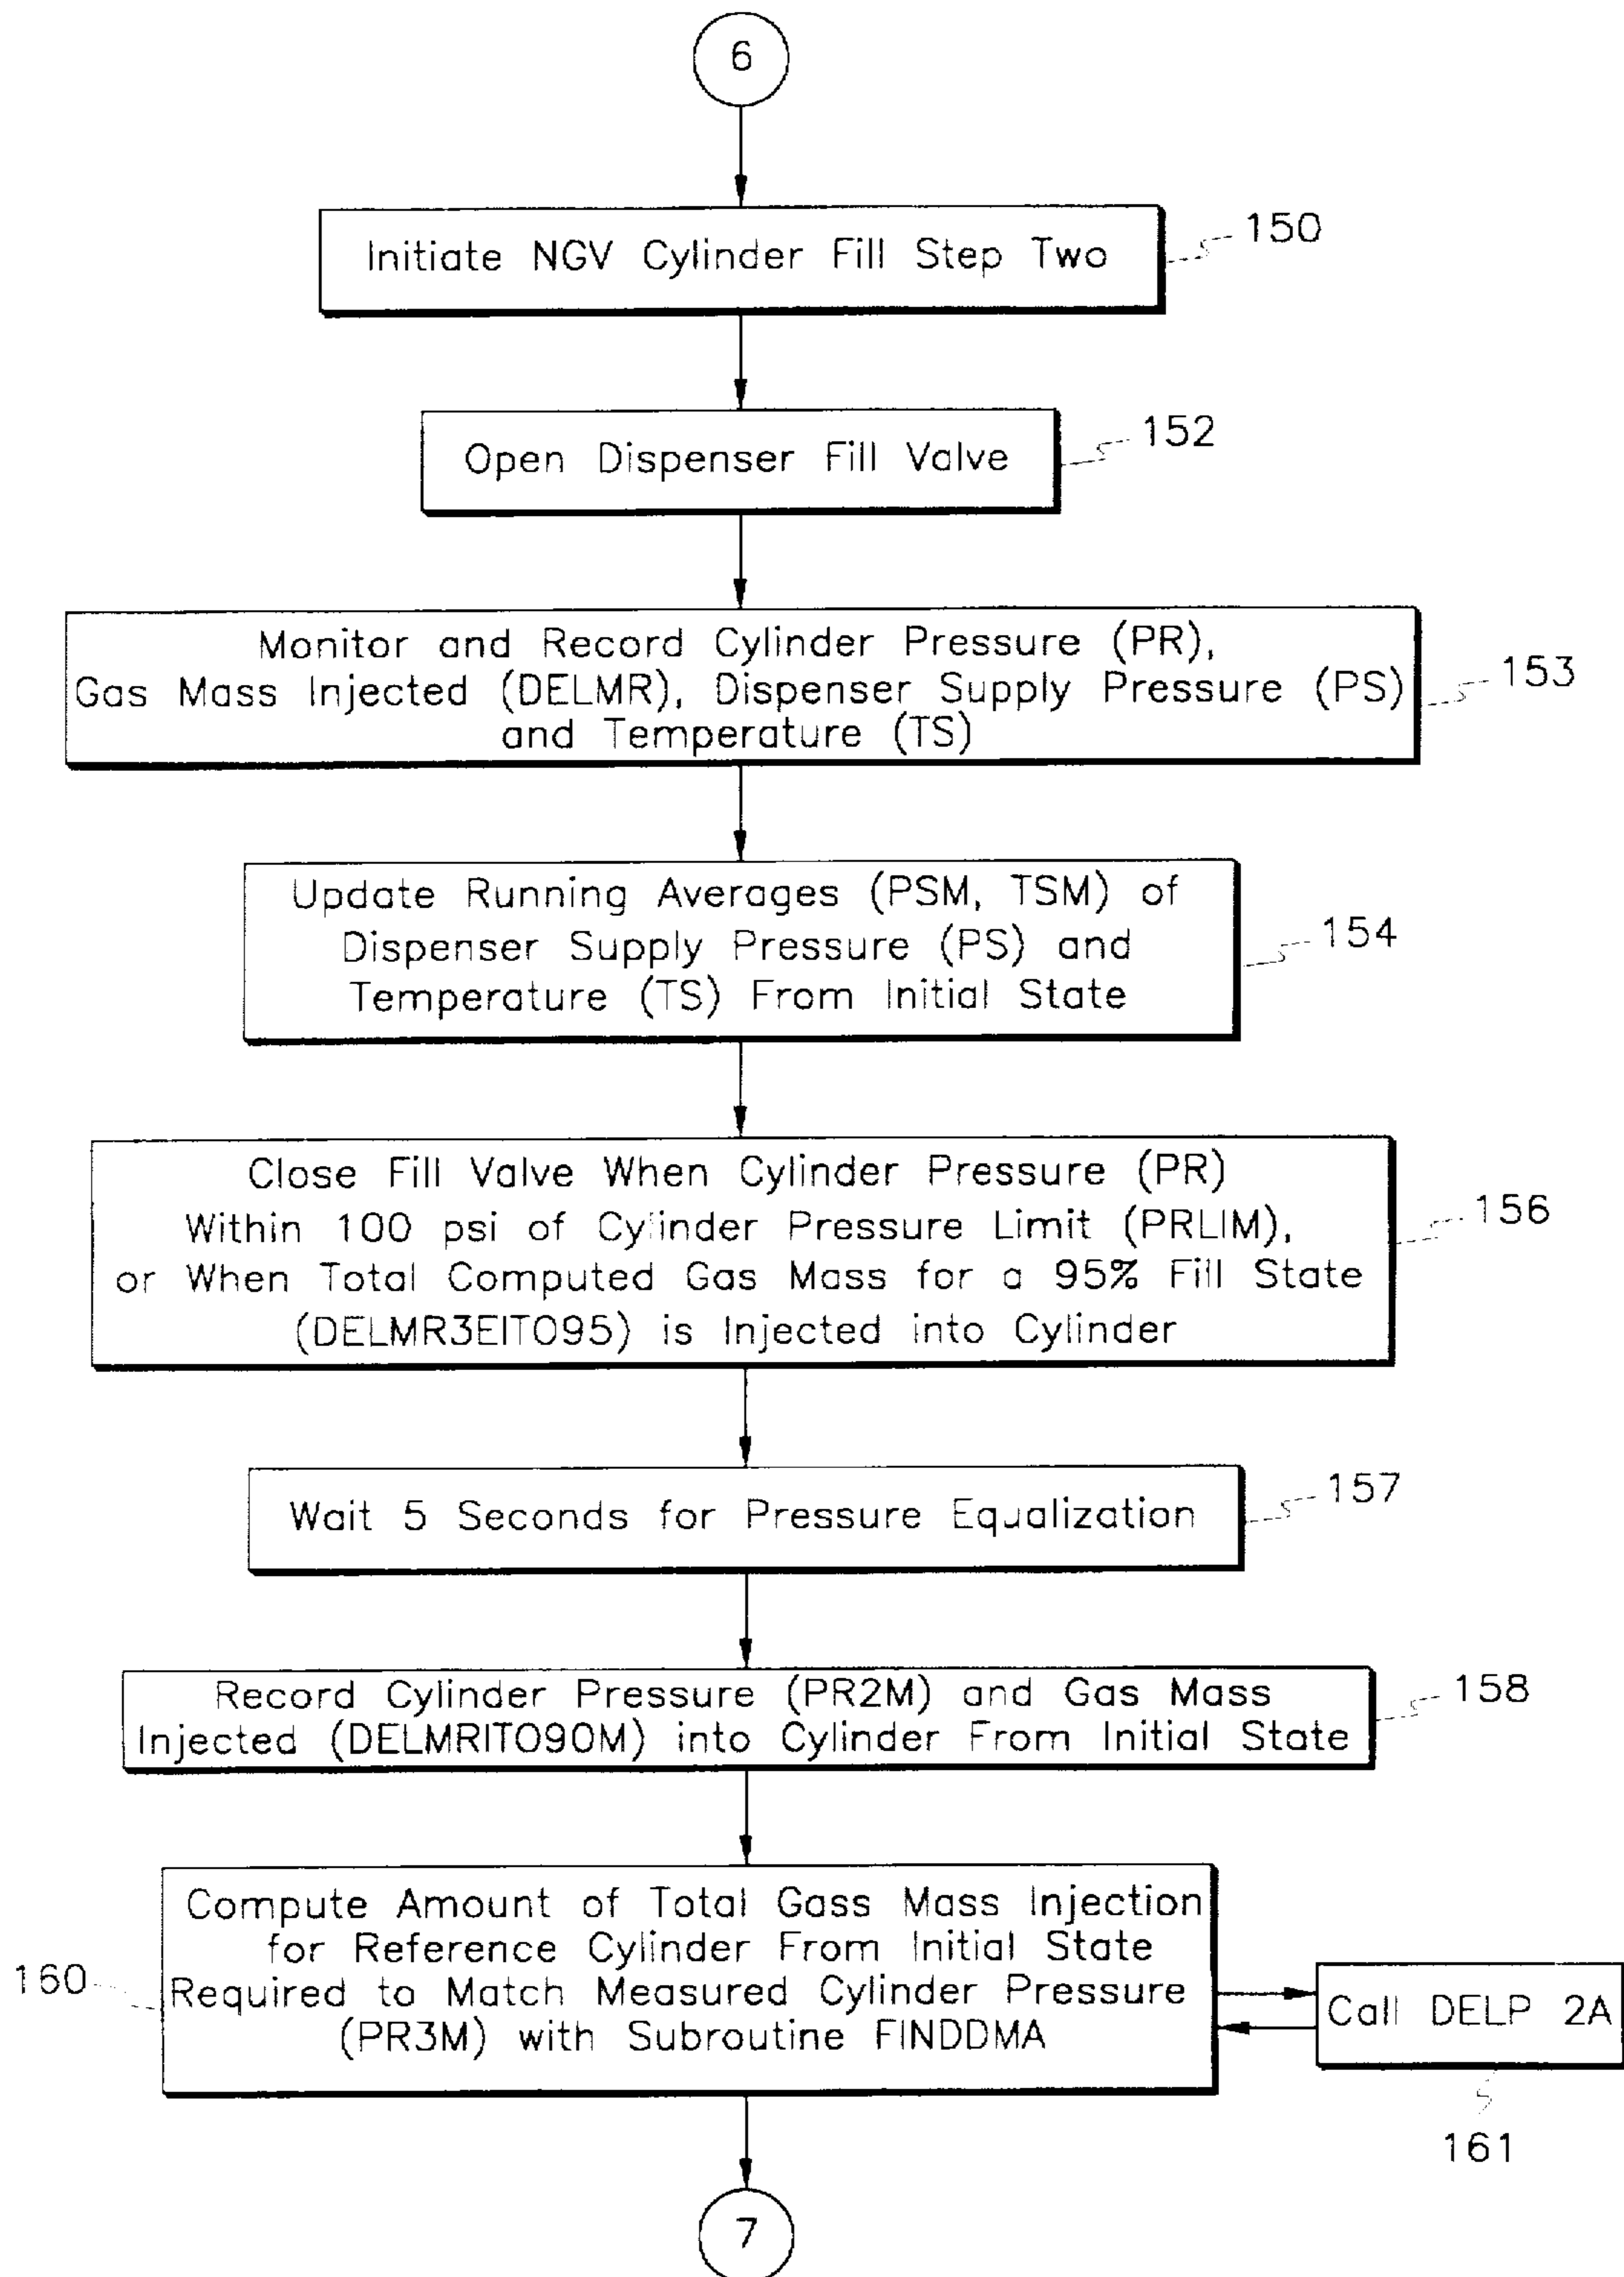 6
Initiate NGV Cylinder Fill Step Two
150
Open Dispenser Fill Valve
152
Monitor and Record Cylinder Pressure (PR),
Gas Mass Injected (DELMR), Dispenser Supply Pressure (PS)
and Temperature (TS)
153
Update Running Averages (PSM, TSM) of
Dispenser Supply Pressure (PS) and
Temperature (TS) From Initial State
154
Close Fill Valve When Cylinder Pressure (PR)
Within 100 psi of Cylinder Pressure Limit (PRLIM),
or When Total Computed Gas Mass for a 95% Fill State
(DELMR3EITO95) is Injected into Cylinder
156
Wait 5 Seconds for Pressure Equalization
157
Record Cylinder Pressure (PR2M) and Gas Mass
Injected (DELMRITO90M) into Cylinder From Initial State
158
Compute Amount of Total Gass Mass Injection
for Reference Cylinder From Initial State
Required to Match Measured Cylinder Pressure
(PR3M) with Subroutine FINDDMA
160
Call DELP 2A
161
7